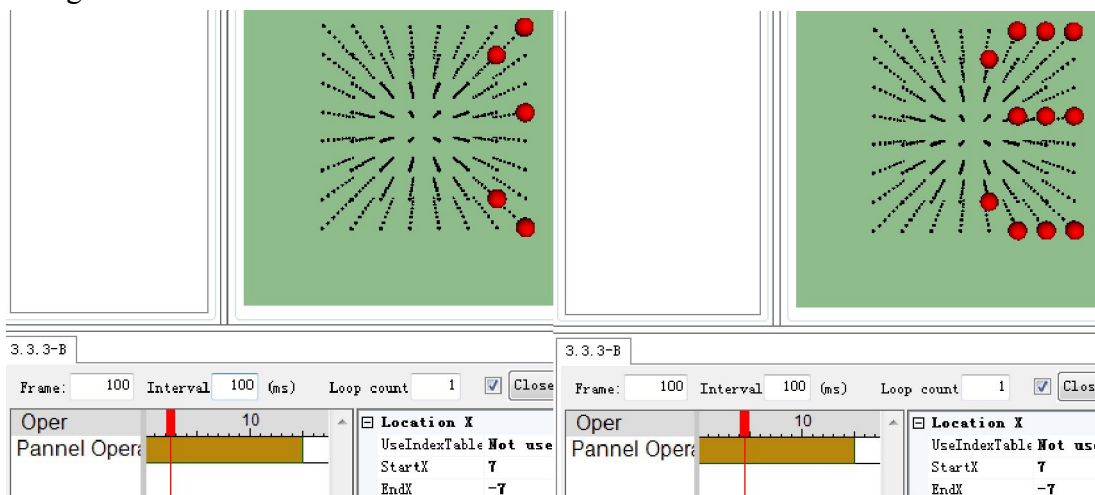 3.3.3-B
Frame: 100 Interval 100 (ms) Loop count 1 Close
Oper 10
Pannel Opera
Location X
UseIndexTable Not use
StartX 7
EndX -7
3.3.3-B
Frame: 100 Interval 100 (ms) Loop count 1 Clos
Oper 10
Pannel Opera
Location X
UseIndexTable Not use
StartX 7
EndX -7